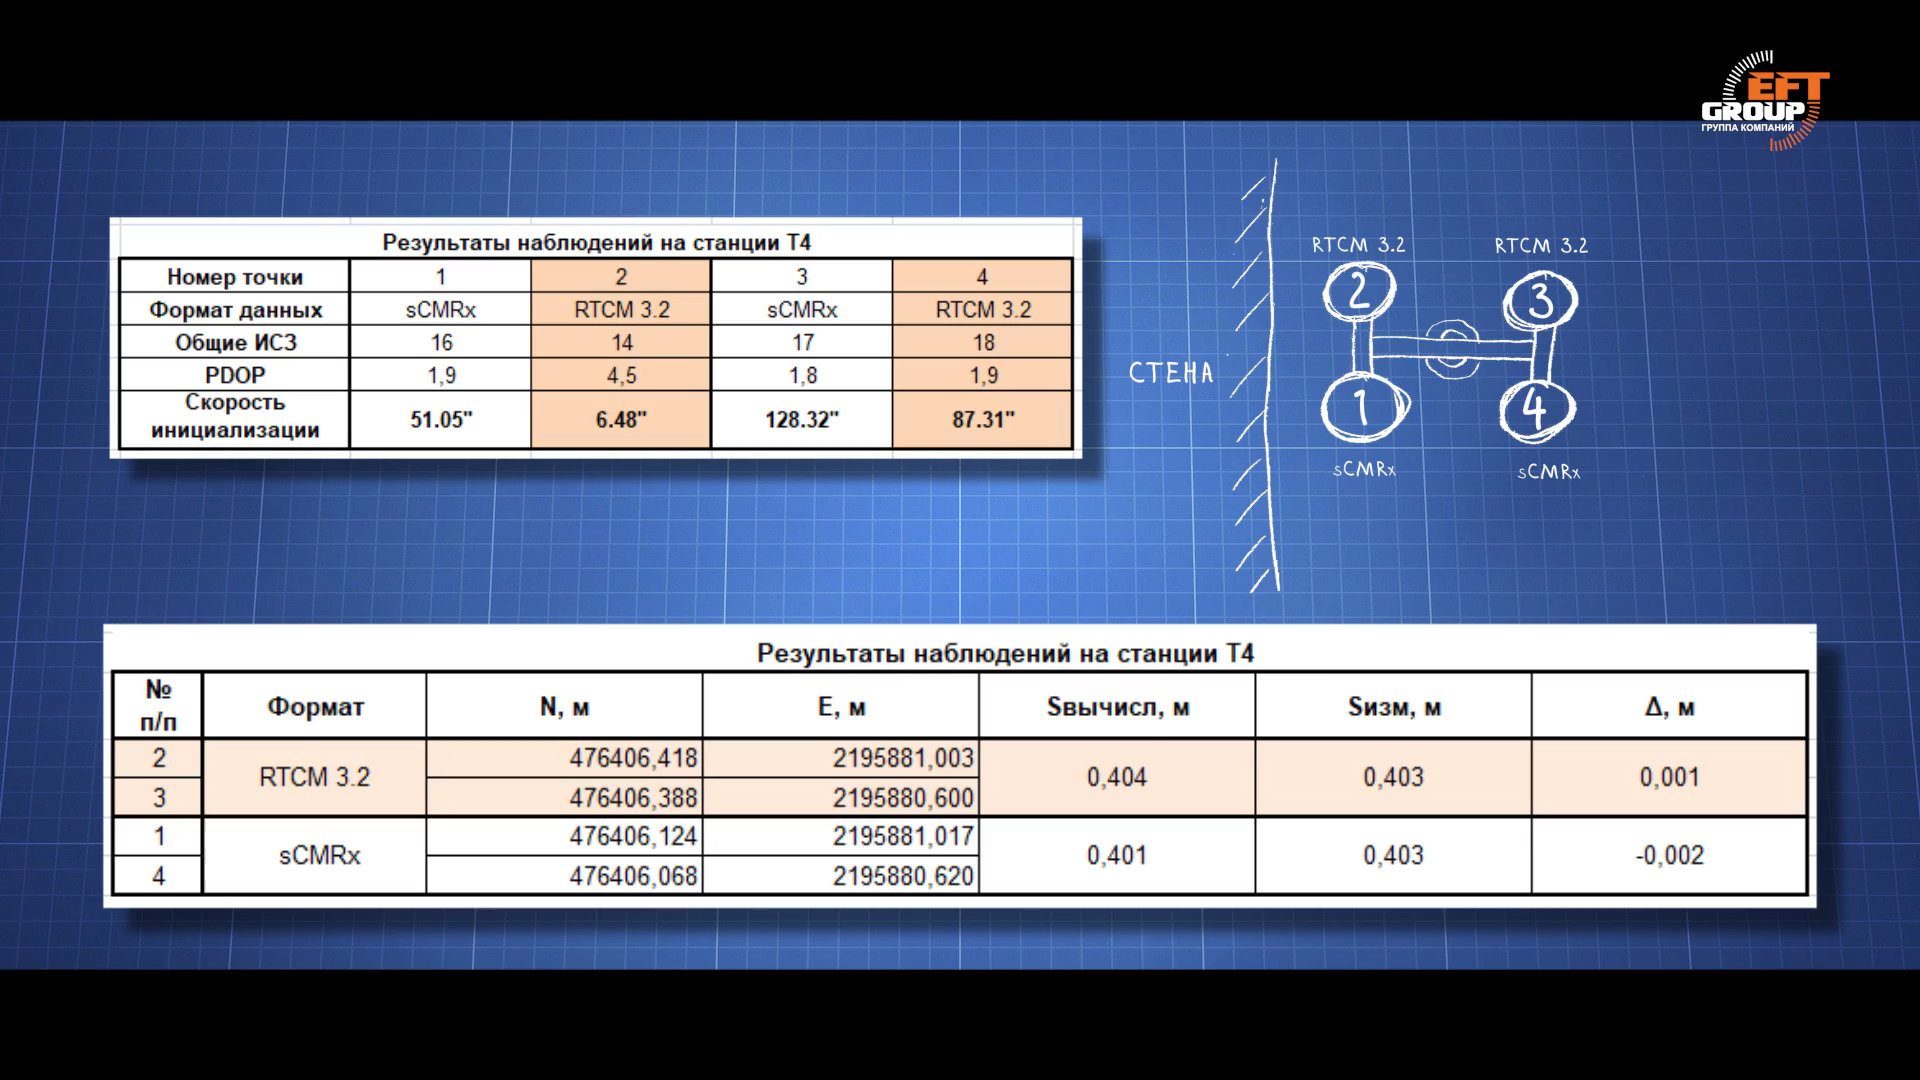 EFT
GROUP
ГРУППА КОМПАНИЙ
Результаты наблюдений на станции Т4
Номер точки 1 2 3 4
Формат данных sCMRx RTCM 3.2 sCMRx RTCM 3.2
Общие ИСЗ 16 14 17 18
PDOP 1,9 4,5 1,8 1,9
Скорость инициализации 51.05" 6.48" 128.32" 87.31"
RTCM 3.2 RTCM 3.2
2 3
СТЕНА
1 4
sCMRx sCMRx
Результаты наблюдений на станции Т4
№ п/п Формат N, м E, м Sвычисл, м Sизм, м Δ, м
2 RTCM 3.2 476406,418 2195881,003 0,404 0,403 0,001
3 476406,388 2195880,600
1 sCMRx 476406,124 2195881,017 0,401 0,403 -0,002
4 476406,068 2195880,620